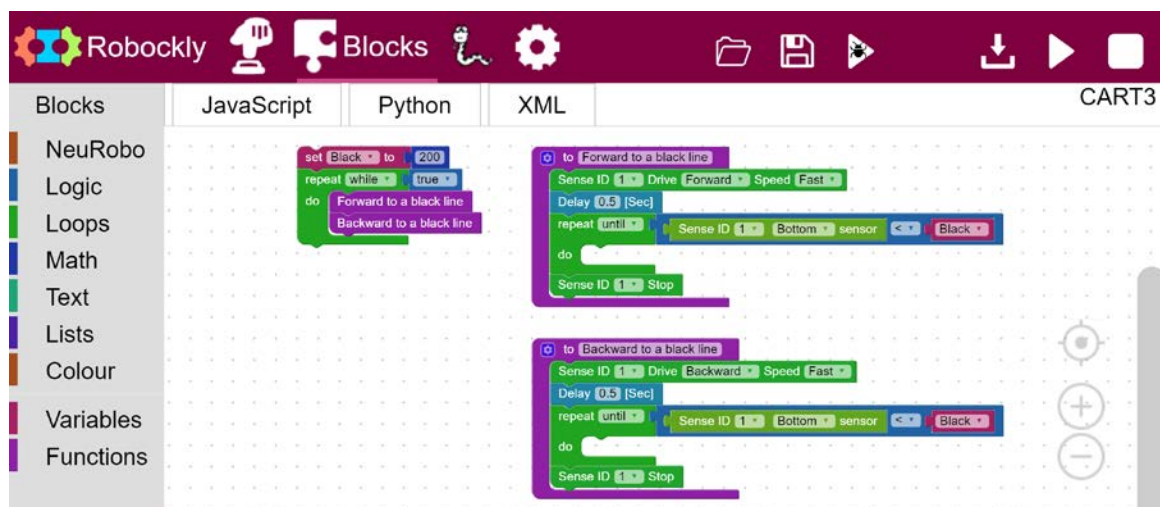 Robockly Blocks
CART3
Blocks JavaScript Python XML
NeuRobo
Logic
Loops
Math
Text
Lists
Colour
Variables
Functions
set Black to 200
repeat while true
do Forward to a black line
Backward to a black line
to Forward to a black line
Sense ID 1 Drive Forward Speed Fast
Delay 0.5 [Sec]
repeat until Sense ID 1 Bottom sensor < Black
do
Sense ID 1 Stop
to Backward to a black line
Sense ID 1 Drive Backward Speed Fast
Delay 0.5 [Sec]
repeat until Sense ID 1 Bottom sensor < Black
do
Sense ID 1 Stop